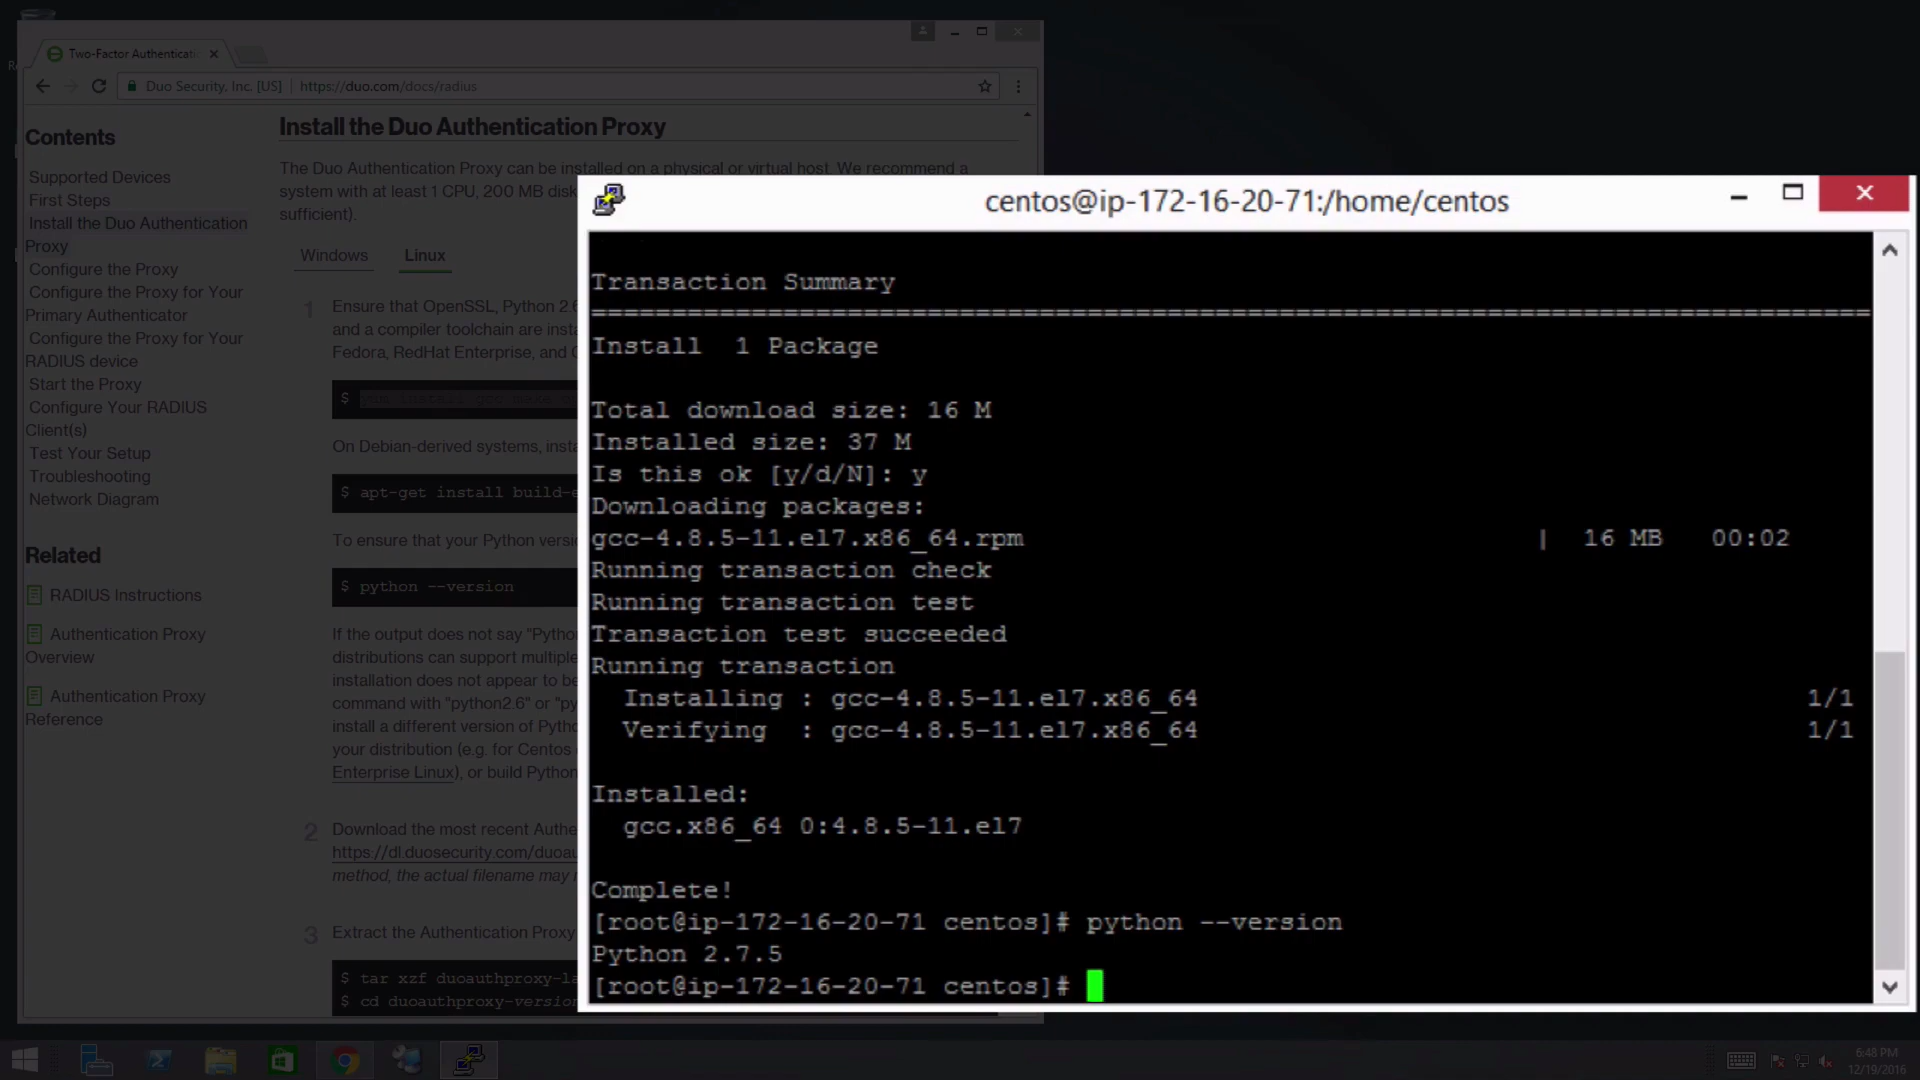 Two-Factor Authenticati
Duo Security, Inc. [US] | https://duo.com/docs/radius
Contents
Supported Devices
First Steps
Install the Duo Authentication
Proxy
Configure the Proxy
Configure the Proxy for Your
Primary Authenticator
Configure the Proxy for Your
RADIUS device
Start the Proxy
Configure Your RADIUS
Client(s)
Test Your Setup
Troubleshooting
Network Diagram
Related
RADIUS Instructions
Authentication Proxy
Overview
Authentication Proxy
Reference
Install the Duo Authentication Proxy
The Duo Authentication Proxy can be installed on a physical or virtual host. We recommend a
system with at least 1 CPU, 200 MB disk
sufficient).
Windows
Linux
1
Ensure that OpenSSL, Python 2.6
and a compiler toolchain are inst
Fedora, RedHat Enterprise, and C
$ yum install gcc make
On Debian-derived systems, insta
$ apt-get install build-e
To ensure that your Python versi
$ python --version
If the output does not say "Pytho
distributions can support multiple
installation does not appear to be
command with "python2.6" or "py
install a different version of Pytho
your distribution (e.g. for Centos
Enterprise Linux), or build Python
2
Download the most recent Authe
https://dl.duosecurity.com/duoau
method, the actual filename may
3
Extract the Authentication Proxy
$ tar xzf duoauthproxy-la
$ cd duoauthproxy-version
centos@ip-172-16-20-71:/home/centos
Transaction Summary
================================================================================
Install  1 Package
Total download size: 16 M
Installed size: 37 M
Is this ok [y/d/N]: y
Downloading packages:
gcc-4.8.5-11.el7.x86_64.rpm | 16 MB 00:02
Running transaction check
Running transaction test
Transaction test succeeded
Running transaction
Installing : gcc-4.8.5-11.el7.x86_64 1/1
Verifying : gcc-4.8.5-11.el7.x86_64 1/1
Installed:
gcc.x86_64 0:4.8.5-11.el7
Complete!
[root@ip-172-16-20-71 centos]# python --version
Python 2.7.5
[root@ip-172-16-20-71 centos]#
6:48 PM
12/19/2016